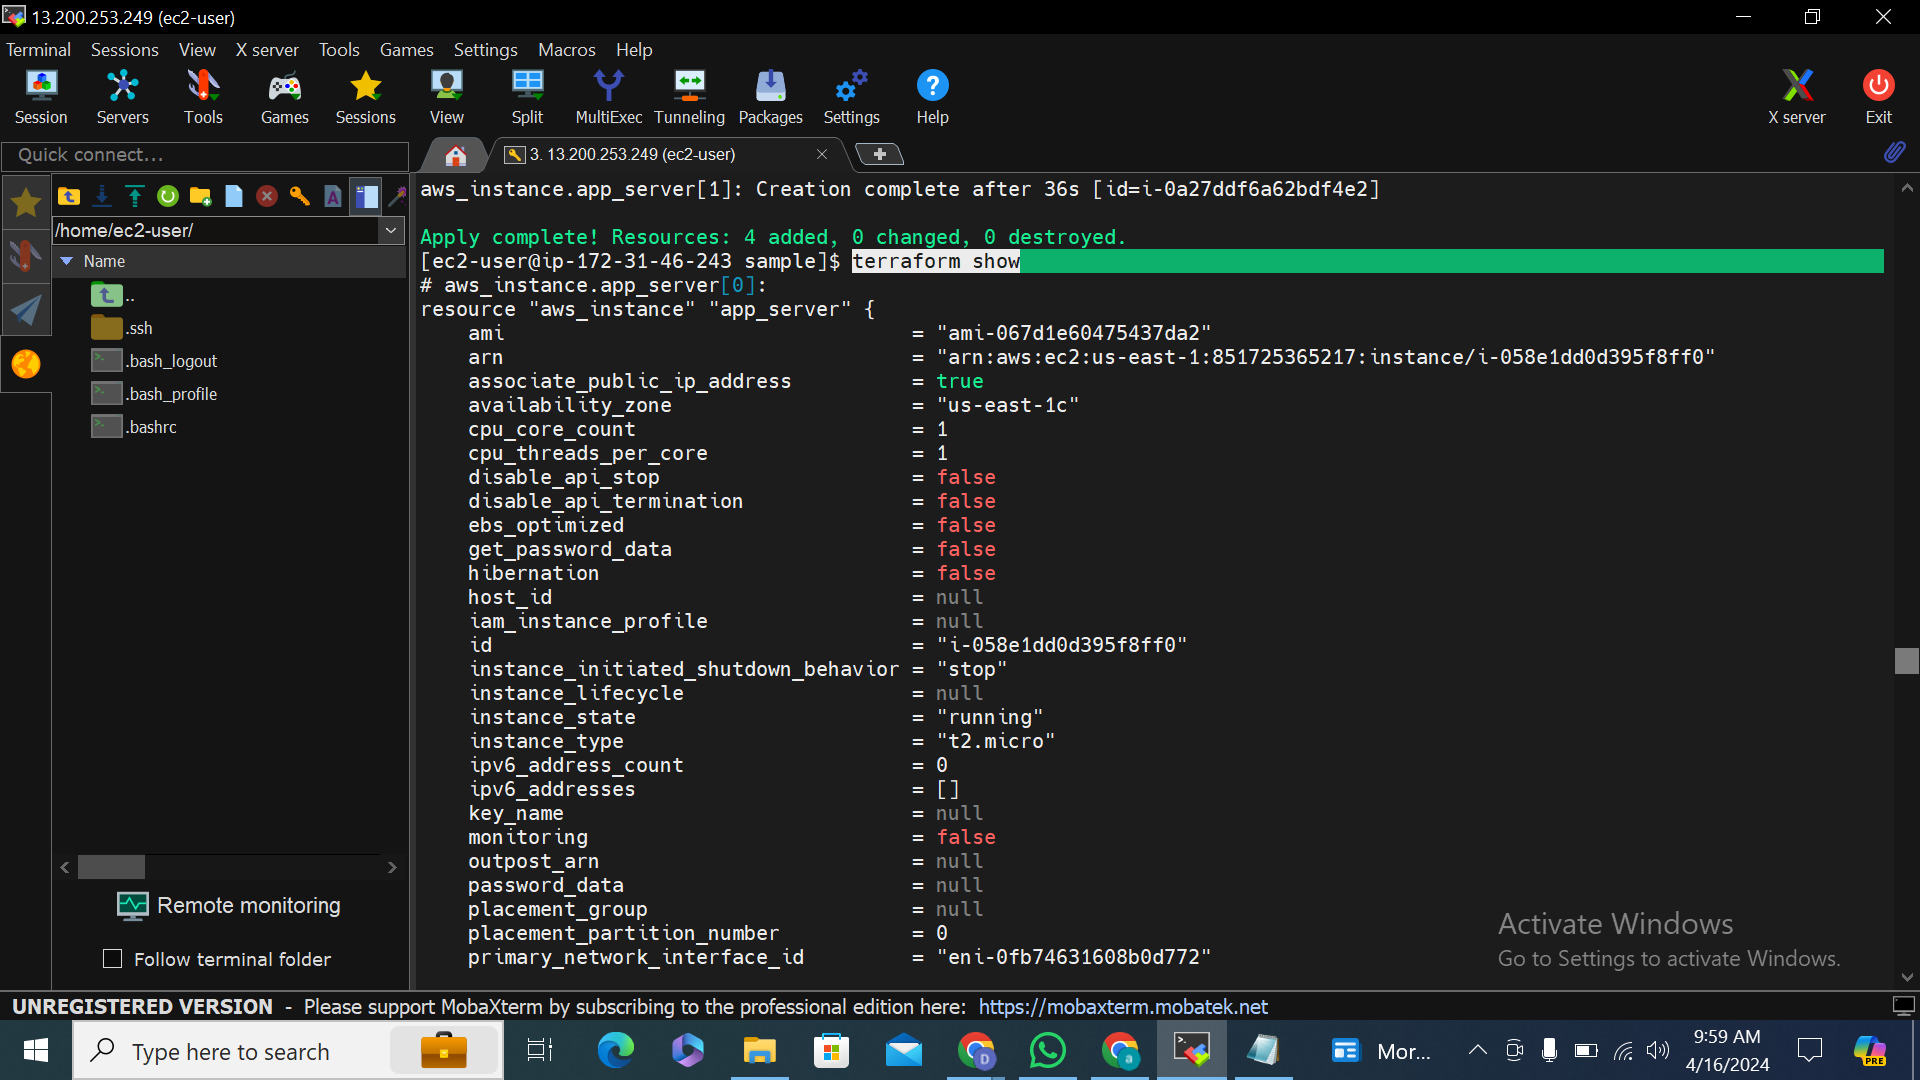 13.200.253.249 (ec2-user)
Terminal Sessions View X server Tools Games Settings Macros Help
Session Servers Tools Games Sessions View Split MultiExec Tunneling Packages Settings Help X server Exit
Quick connect...
3. 13.200.253.249 (ec2-user)
/home/ec2-user/
Name
..
.ssh
.bash_logout
.bash_profile
.bashrc
Remote monitoring
Follow terminal folder
aws_instance.app_server[1]: Creation complete after 36s [id=i-0a27ddf6a62bdf4e2]
Apply complete! Resources: 4 added, 0 changed, 0 destroyed.
[ec2-user@ip-172-31-46-243 sample]$ terraform show
# aws_instance.app_server[0]:
resource "aws_instance" "app_server" {
ami = "ami-067d1e60475437da2"
arn = "arn:aws:ec2:us-east-1:851725365217:instance/i-058e1dd0d395f8ff0"
associate_public_ip_address = true
availability_zone = "us-east-1c"
cpu_core_count = 1
cpu_threads_per_core = 1
disable_api_stop = false
disable_api_termination = false
ebs_optimized = false
get_password_data = false
hibernation = false
host_id = null
iam_instance_profile = null
id = "i-058e1dd0d395f8ff0"
instance_initiated_shutdown_behavior = "stop"
instance_lifecycle = null
instance_state = "running"
instance_type = "t2.micro"
ipv6_address_count = 0
ipv6_addresses = []
key_name = null
monitoring = false
outpost_arn = null
password_data = null
placement_group = null
placement_partition_number = 0
primary_network_interface_id = "eni-0fb74631608b0d772"
Activate Windows
Go to Settings to activate Windows.
UNREGISTERED VERSION - Please support MobaXterm by subscribing to the professional edition here: https://mobaxterm.mobatek.net
Type here to search
Mor...
9:59 AM
4/16/2024
PRE